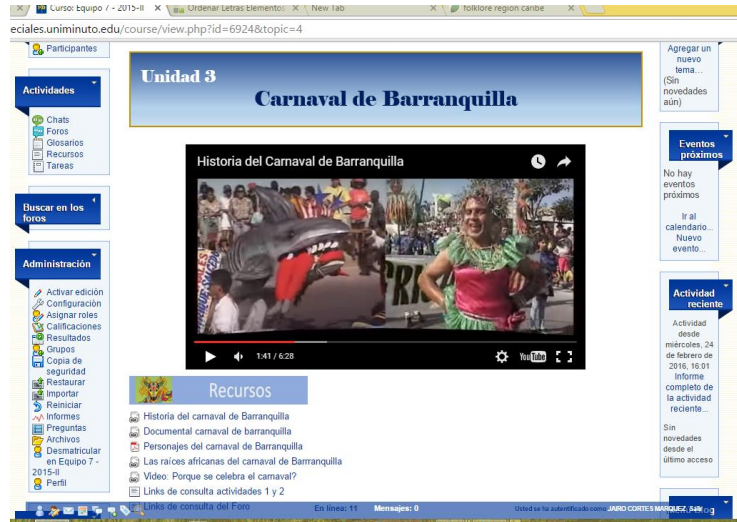 Curso: Equipo 7 - 2015-II
Ordenar Letras Elementos
New Tab
folklore region caribe
eciales.uniminuto.edu/course/view.php?id=6924&topic=4
Participantes
Actividades
Chats
Foros
Glosarios
Recursos
Tareas
Buscar en los
foros
Administración
Activar edición
Configuración
Asignar roles
Calificaciones
Resultados
Grupos
Copia de
seguridad
Restaurar
Importar
Reiniciar
Informes
Preguntas
Archivos
Desmatricular
en Equipo 7 -
2015-II
Perfil
Unidad 3
Carnaval de Barranquilla
Historia del Carnaval de Barranquilla
1:41 / 6:28
YouTube
Recursos
Historia del carnaval de Barranquilla
Documental carnaval de barranquilla
Personajes del carnaval de Barranquilla
Las raíces africanas del carnaval de Barrranquilla
Video: Porque se celebra el carnaval?
Links de consulta actividades 1 y 2
Links de consulta del Foro
Agregar un
nuevo
tema...
(Sin
novedades
aún)
Eventos
próximos
No hay
eventos
próximos
Ir al
calendario...
Nuevo
evento...
Actividad
reciente
Actividad
desde
miércoles, 24
de febrero de
2016, 16:01
Informe
completo de
la actividad
reciente...
Sin
novedades
desde el
último acceso
En línea: 11
Mensajes: 0
Usted se ha autentificado como JAIRO CORTES MARQUEZ